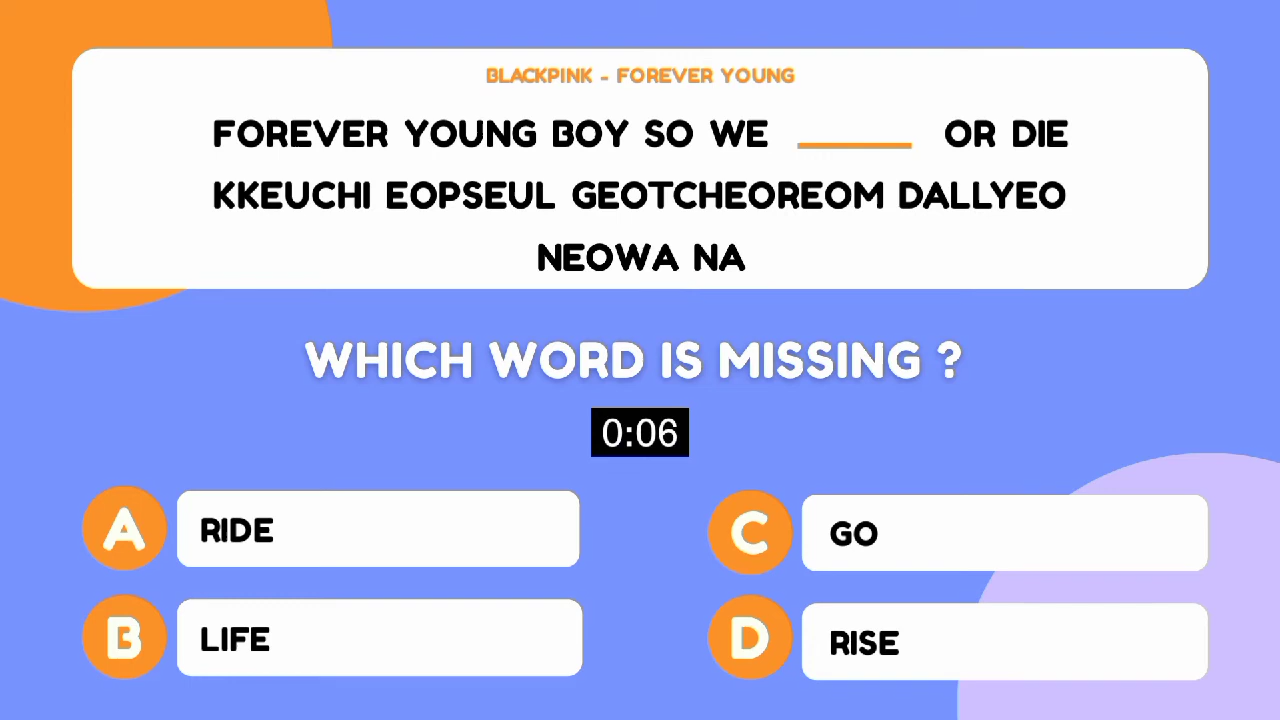 BLACKPINK - FOREVER YOUNG
FOREVER YOUNG BOY SO WE ______ OR DIE
KKEUCHI EOPSEUL GEOTCHEOREOM DALLYEO
NEOWA NA
WHICH WORD IS MISSING ?
0:06
A RIDE
C GO
B LIFE
D RISE